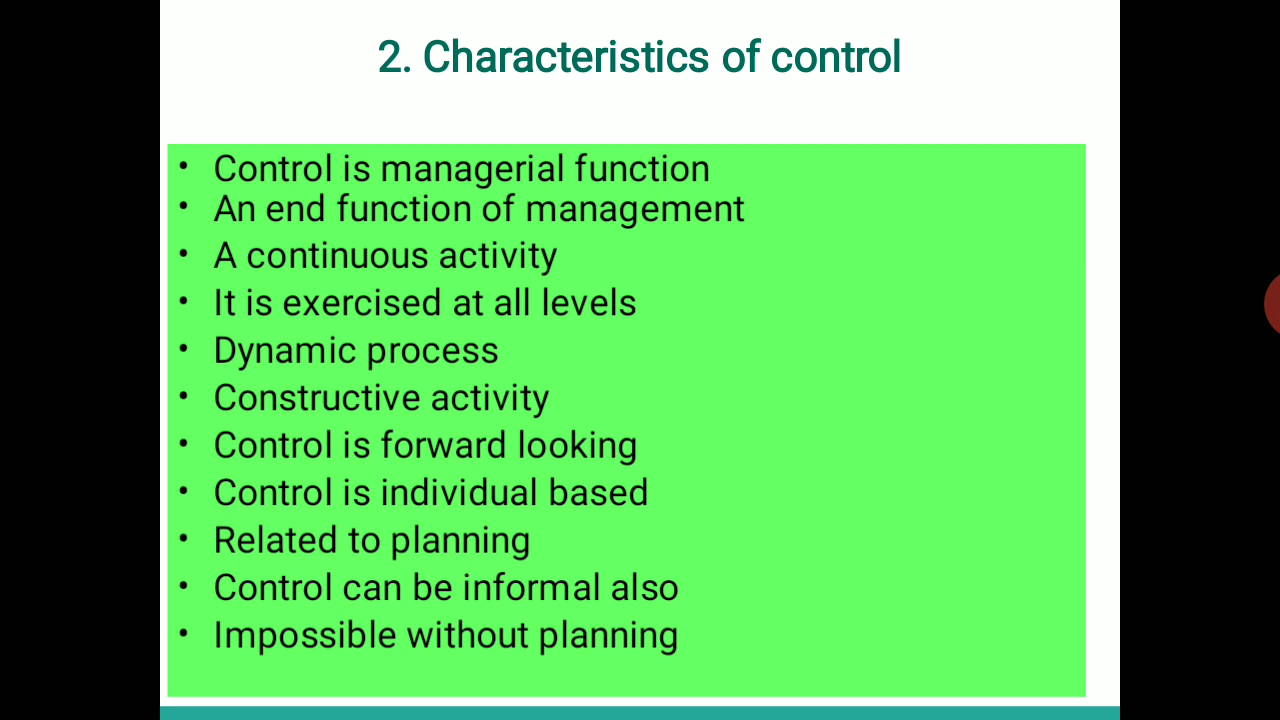 2. Characteristics of control
• Control is managerial function
• An end function of management
• A continuous activity
• It is exercised at all levels
• Dynamic process
• Constructive activity
• Control is forward looking
• Control is individual based
• Related to planning
• Control can be informal also
• Impossible without planning